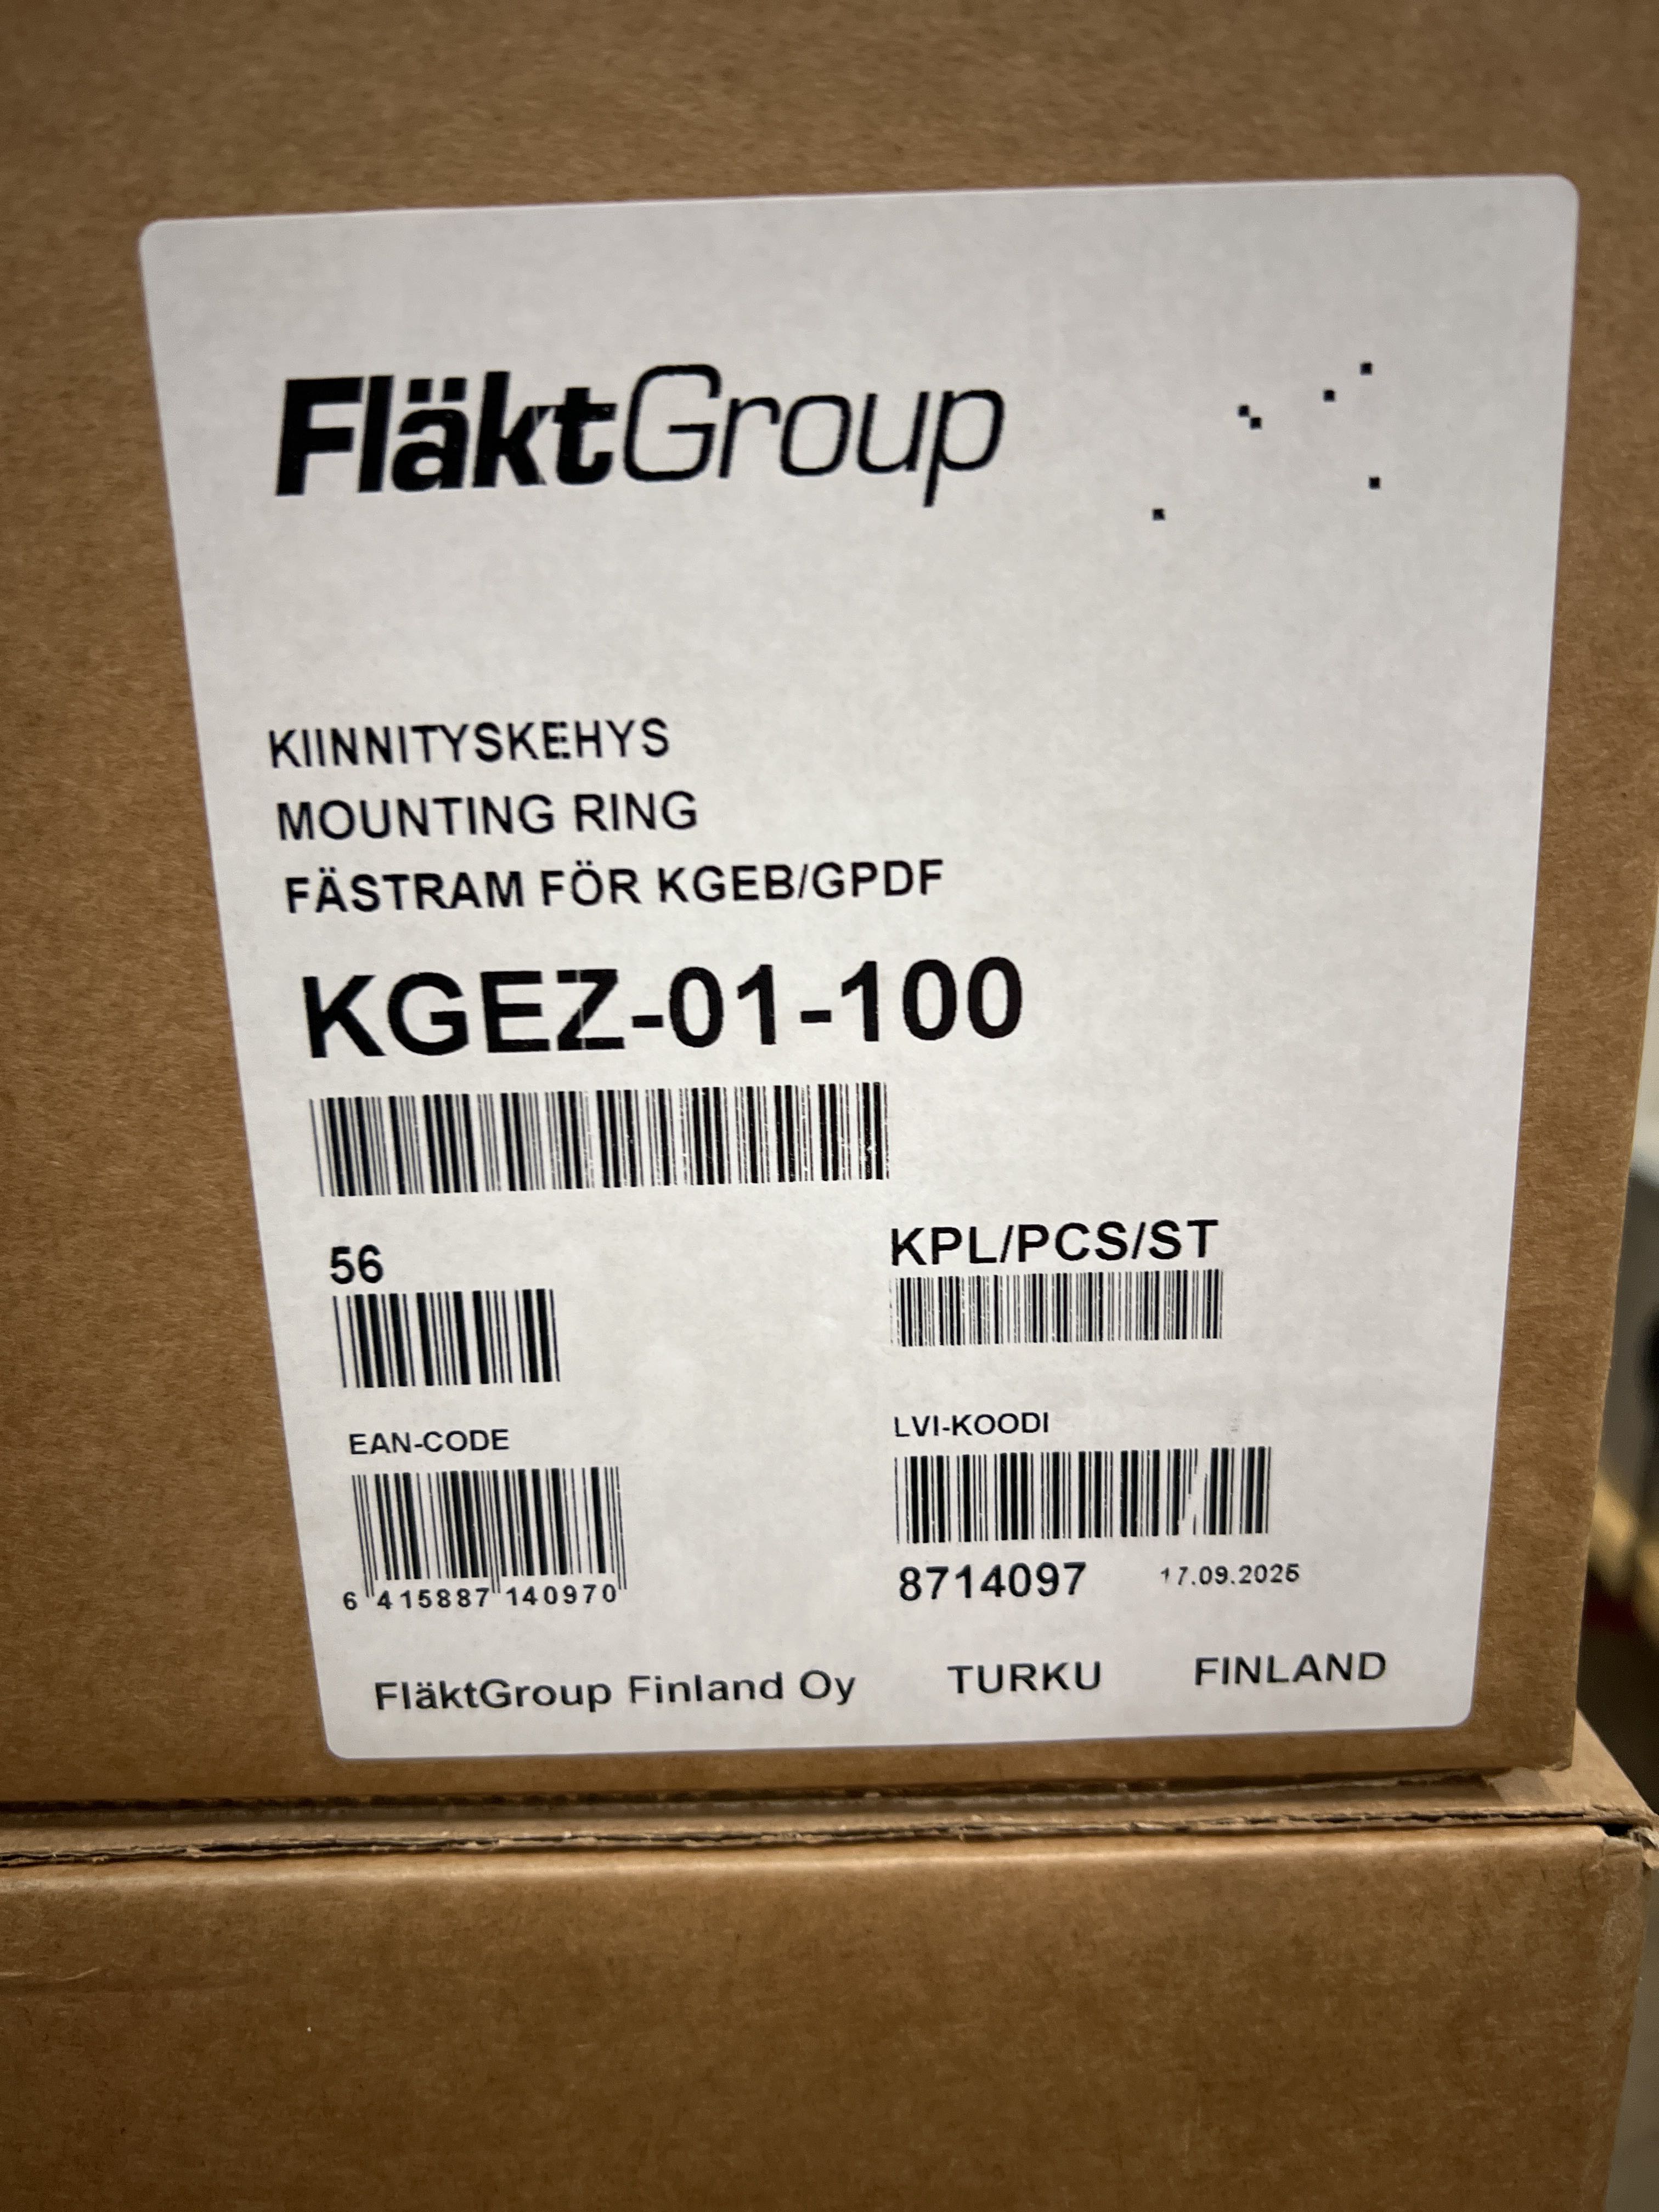 FläktGroup
KIINNITYSKEHYS
MOUNTING RING
FÄSTRAM FÖR KGEB/GPDF
KGEZ-01-100
56
KPL/PCS/ST
EAN-CODE
LVI-KOODI
6 415887 140970
8714097 17.09.2025
FläktGroup Finland Oy TURKU FINLAND